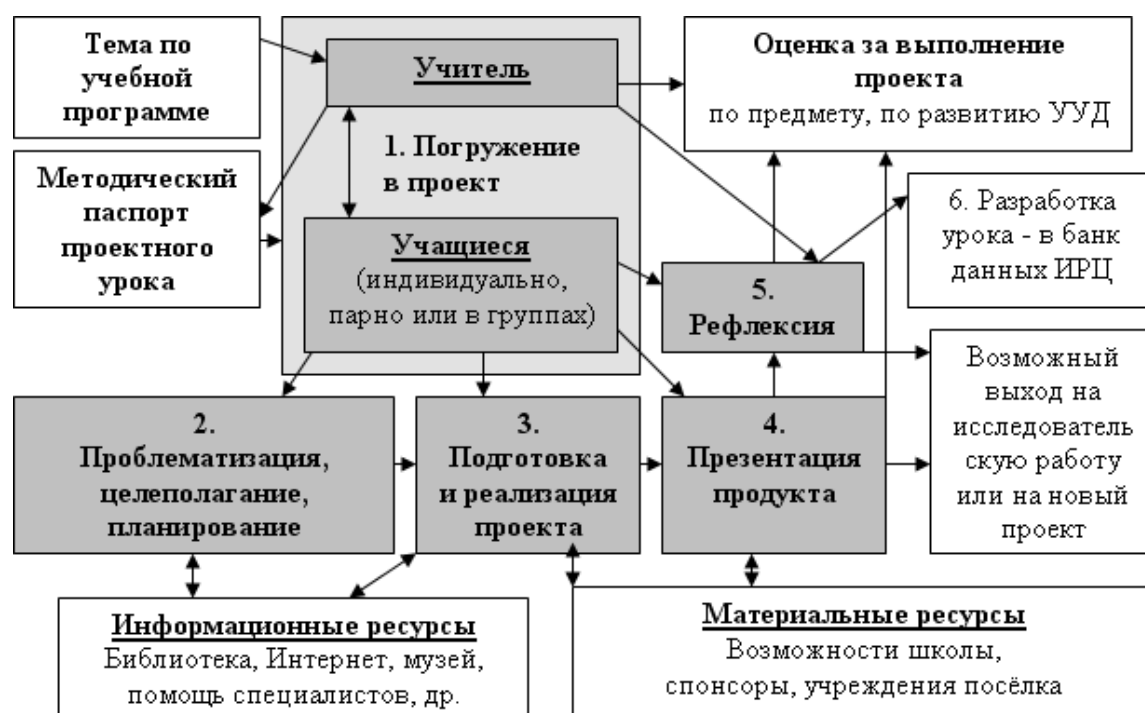 Тема по
учебной
программе
Учитель
Оценка за выполнение
проекта
по предмету, по развитию УУД
1. Погружение
в проект
Методический
паспорт
проектного
урока
Учащиеся
(индивидуально,
парно или в группах)
6. Разработка
урока - в банк
данных ИРЦ
5.
Рефлексия
Возможный
выход на
исследователь
скую работу
или на новый
проект
2.
Проблематизация,
целеполагание,
планирование
3.
Подготовка
и реализация
проекта
4.
Презентация
продукта
Информационные ресурсы
Библиотека, Интернет, музей,
помощь специалистов, др.
Материальные ресурсы
Возможности школы,
спонсоры, учреждения посёлка